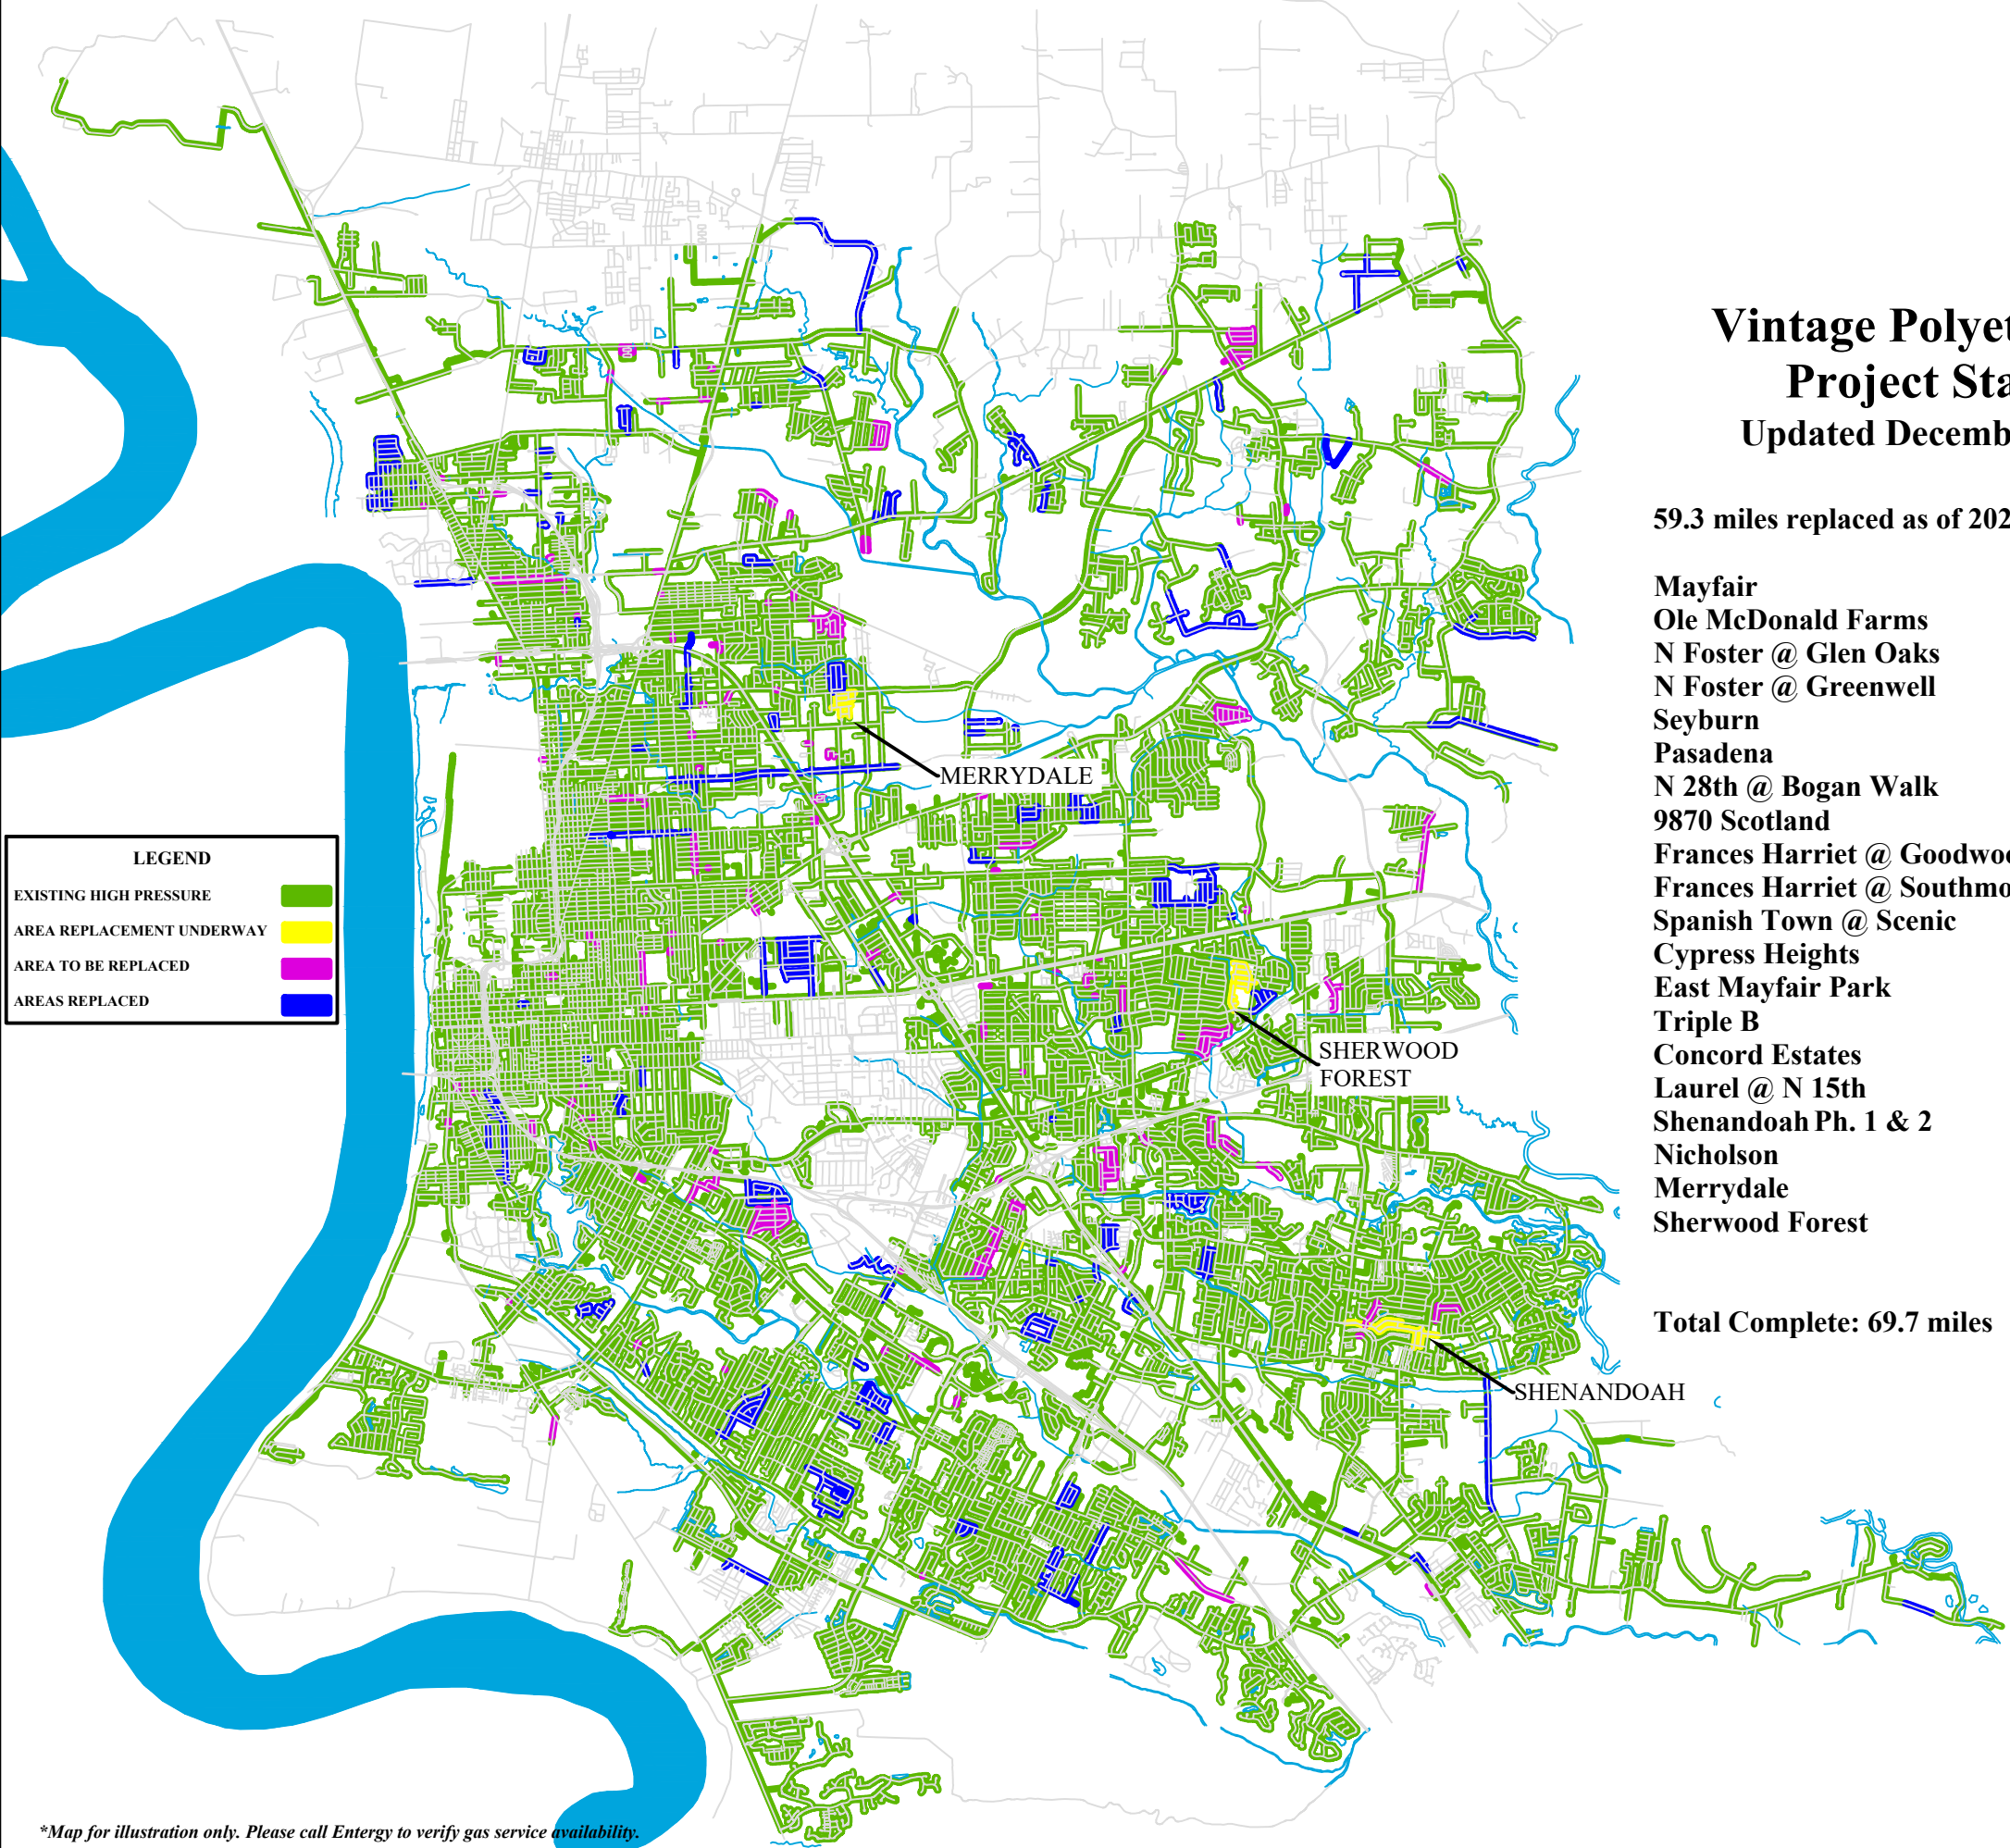 Vintage Polyet
Project Sta
Updated Decemb
59.3 miles replaced as of 202
Mayfair
Ole McDonald Farms
N Foster @ Glen Oaks
N Foster @ Greenwell
Seyburn
Pasadena
N 28th @ Bogan Walk
9870 Scotland
Frances Harriet @ Goodwoo
Frances Harriet @ Southmo
Spanish Town @ Scenic
Cypress Heights
East Mayfair Park
Triple B
Concord Estates
Laurel @ N 15th
Shenandoah Ph. 1 & 2
Nicholson
Merrydale
Sherwood Forest
Total Complete: 69.7 miles
MERRYDALE
SHERWOOD
FOREST
SHENANDOAH
LEGEND
EXISTING HIGH PRESSURE
AREA REPLACEMENT UNDERWAY
AREA TO BE REPLACED
AREAS REPLACED
*Map for illustration only. Please call Entergy to verify gas service availability.